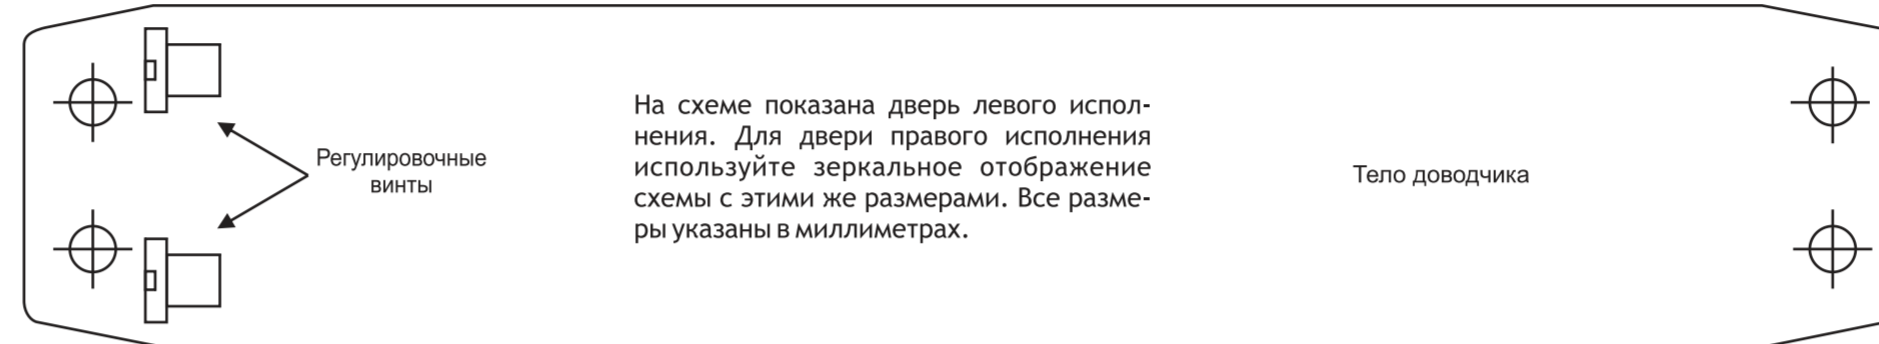 Регулировочные
винты
На схеме показана дверь левого испол-
нения. Для двери правого исполнения
используйте зеркальное отображение
схемы с этими же размерами. Все разме-
ры указаны в миллиметрах.
Тело доводчика